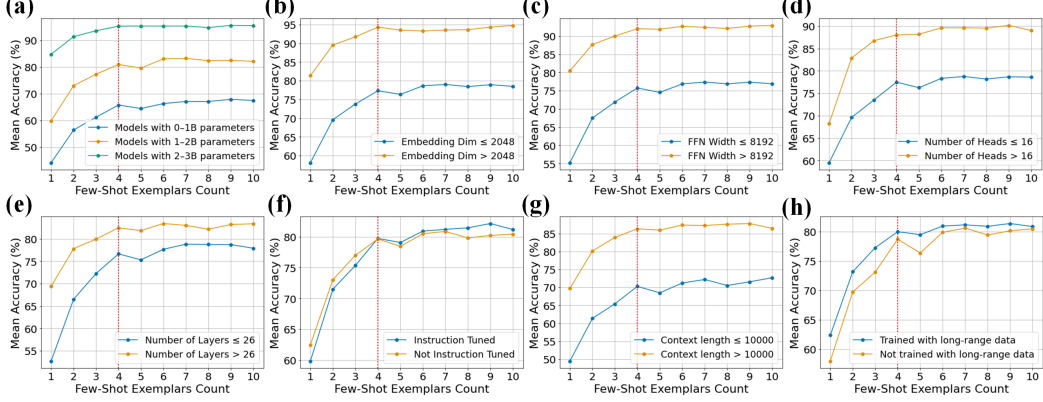 (a)
Mean Accuracy (%)
90
80
70
60
50
Models with 0–1B parameters
Models with 1–2B parameters
Models with 2–3B parameters
1 2 3 4 5 6 7 8 9 10
Few-Shot Exemplars Count
(b)
Mean Accuracy (%)
95
90
85
80
75
70
65
60
Embedding Dim ≤ 2048
Embedding Dim > 2048
1 2 3 4 5 6 7 8 9 10
Few-Shot Exemplars Count
(c)
Mean Accuracy (%)
90
80
70
60
FFN Width ≤ 8192
FFN Width > 8192
1 2 3 4 5 6 7 8 9 10
Few-Shot Exemplars Count
(d)
Mean Accuracy (%)
90
85
80
75
70
65
60
Number of Heads ≤ 16
Number of Heads > 16
1 2 3 4 5 6 7 8 9 10
Few-Shot Exemplars Count
(e)
Mean Accuracy (%)
80
75
70
65
60
55
Number of Layers ≤ 26
Number of Layers > 26
1 2 3 4 5 6 7 8 9 10
Few-Shot Exemplars Count
(f)
Mean Accuracy (%)
80
75
70
65
60
Instruction Tuned
Not Instruction Tuned
1 2 3 4 5 6 7 8 9 10
Few-Shot Exemplars Count
(g)
Mean Accuracy (%)
85
80
75
70
65
60
55
50
Context length ≤ 10000
Context length > 10000
1 2 3 4 5 6 7 8 9 10
Few-Shot Exemplars Count
(h)
Mean Accuracy (%)
80
75
70
65
60
Trained with long-range data
Not trained with long-range data
1 2 3 4 5 6 7 8 9 10
Few-Shot Exemplars Count